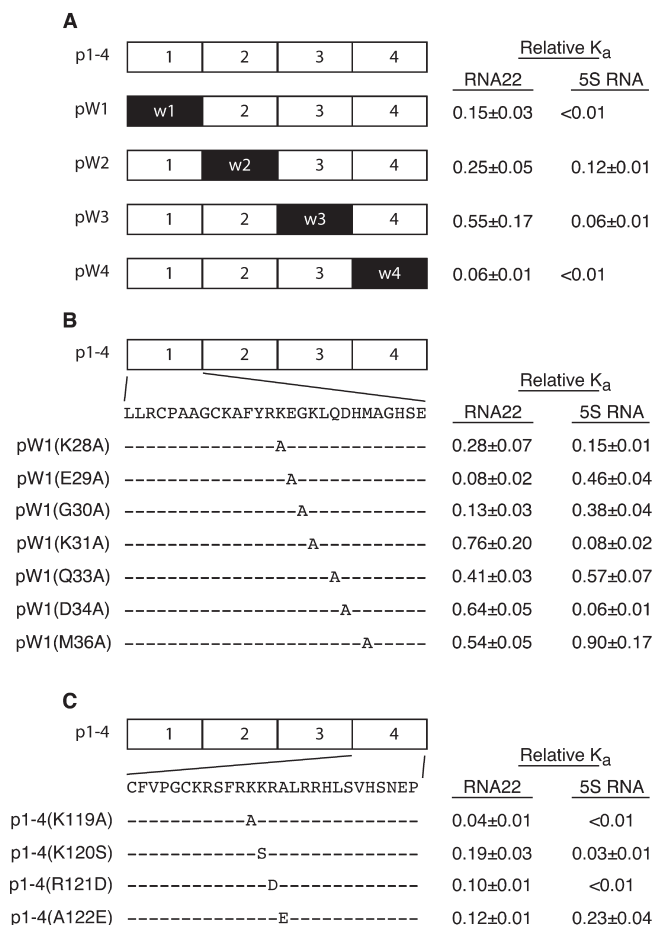 A
p1-4 1 2 3 4 Relative Ka
RNA22 5S RNA
pW1 w1 2 3 4 0.15±0.03 <0.01
pW2 1 w2 3 4 0.25±0.05 0.12±0.01
pW3 1 2 w3 4 0.55±0.17 0.06±0.01
pW4 1 2 3 w4 0.06±0.01 <0.01
B
p1-4 1 2 3 4
Relative Ka
LLRCPAAGCKAFYRKEGKLQDHMAGHSE RNA22 5S RNA
pW1(K28A) --------------A------------- 0.28±0.07 0.15±0.01
pW1(E29A) ---------------A------------ 0.08±0.02 0.46±0.04
pW1(G30A) ----------------A----------- 0.13±0.03 0.38±0.04
pW1(K31A) -----------------A---------- 0.76±0.20 0.08±0.02
pW1(Q33A) -------------------A-------- 0.41±0.03 0.57±0.07
pW1(D34A) --------------------A------- 0.64±0.05 0.06±0.01
pW1(M36A) ----------------------A----- 0.54±0.05 0.90±0.17
C
p1-4 1 2 3 4
Relative Ka
CFVPGCKRSFRKKRALRRHLSVHSNEP RNA22 5S RNA
p1-4(K119A) -----------A--------------- 0.04±0.01 <0.01
p1-4(K120S) ------------S-------------- 0.19±0.03 0.03±0.01
p1-4(R121D) -------------D------------- 0.10±0.01 <0.01
p1-4(A122E) --------------E------------ 0.12±0.01 0.23±0.04